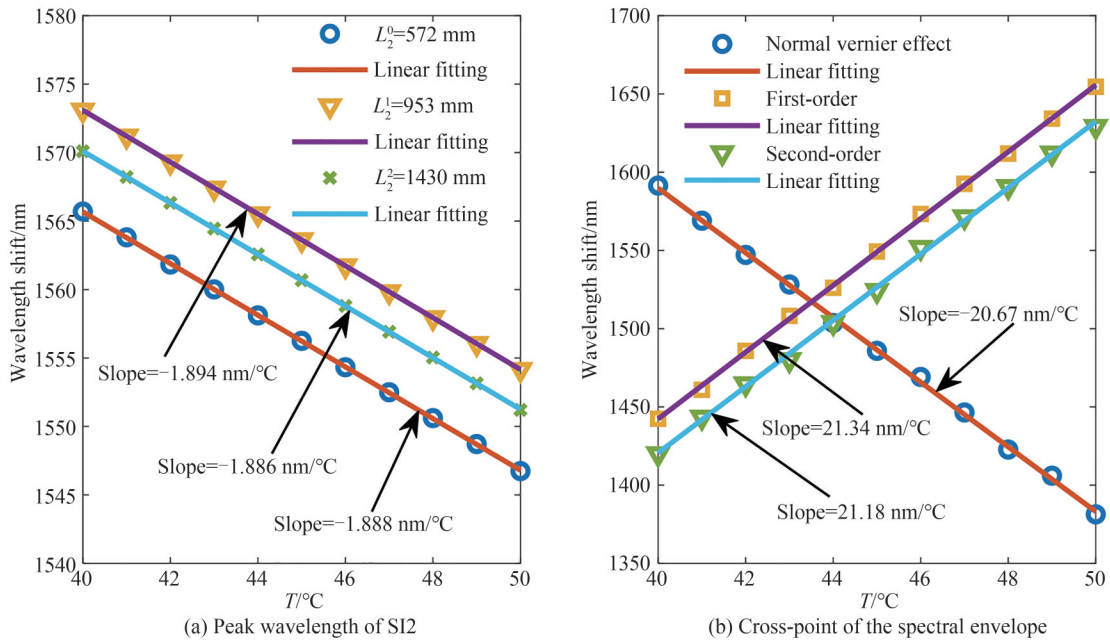 1580
1575
1570
1565
1560
1555
1550
1545
1540
Wavelength shift/nm
L₂⁰=572 mm
Linear fitting
L₂¹=953 mm
Linear fitting
L₂²=1430 mm
Linear fitting
Slope=−1.894 nm/°C
Slope=−1.886 nm/°C
Slope=−1.888 nm/°C
40 42 44 46 48 50
T/°C
(a) Peak wavelength of SI2
1700
1650
1600
1550
1500
1450
1400
1350
Wavelength shift/nm
Normal vernier effect
Linear fitting
First-order
Linear fitting
Second-order
Linear fitting
Slope=−20.67 nm/°C
Slope=21.34 nm/°C
Slope=21.18 nm/°C
40 42 44 46 48 50
T/°C
(b) Cross-point of the spectral envelope